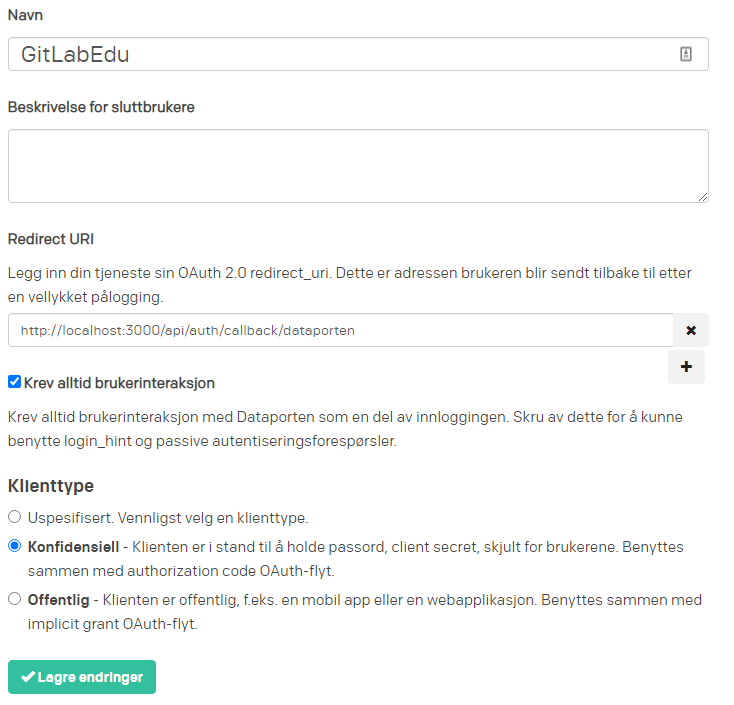 Navn
GitLabEdu
Beskrivelse for sluttbrukere
Redirect URI
Legg inn din tjeneste sin OAuth 2.0 redirect_uri. Dette er adressen brukeren blir sendt tilbake til etter
en vellykket pålogging.
http://localhost:3000/api/auth/callback/dataporten
Krev alltid brukerinteraksjon
Krev alltid brukerinteraksjon med Dataporten som en del av innloggingen. Skru av dette for å kunne
benytte login_hint og passive autentiseringsforespørsler.
Klienttype
Uspesifisert. Vennligst velg en klienttype.
Konfidensiell - Klienten er i stand til å holde passord, client secret, skjult for brukerene. Benyttes
sammen med authorization code OAuth-flyt.
Offentlig - Klienten er offentlig, f.eks. en mobil app eller en webapplikasjon. Benyttes sammen med
implicit grant OAuth-flyt.
Lagre endringer